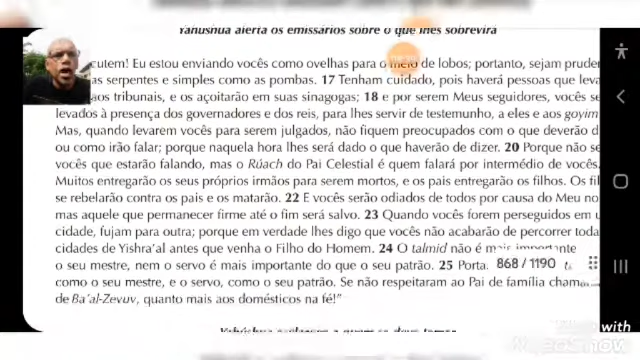 Yahushua alerta os emissários sobre o que lhes sobrevirá
cutem! Eu estou enviando vocês como ovelhas para o meio de lobos; portanto, sejam pruden
as serpentes e simples como as pombas. 17 Tenham cuidado, pois haverá pessoas que leva
aos tribunais, e os açoitarão em suas sinagogas; 18 e por serem Meus seguidores, vocês se
levados à presença dos governadores e dos reis, para lhes servir de testemunho, a eles e aos goyim
Mas, quando levarem vocês para serem julgados, não fiquem preocupados com o que deverão d
ou como irão falar; porque naquela hora lhes será dado o que haverão de dizer. 20 Porque não se
vocês que estarão falando, mas o Rúach do Pai Celestial é quem falará por intermédio de vocês.
Muitos entregarão os seus próprios irmãos para serem mortos, e os pais entregarão os filhos. Os fil
se rebelarão contra os pais e os matarão. 22 E vocês serão odiados de todos por causa do Meu no
mas aquele que permanecer firme até o fim será salvo. 23 Quando vocês forem perseguidos em u
cidade, fujam para outra; porque em verdade lhes digo que vocês não acabarão de percorrer toda
cidades de Yishra'al antes que venha o Filho do Homem. 24 O talmid não é mais importante
o seu mestre, nem o servo é mais importante do que o seu patrão. 25 Porta
868 / 1190
como o seu mestre, e o servo, como o seu patrão. Se não respeitaram ao Pai de família chama
de Ba'al-Zevuv, quanto mais aos domésticos na fé!"
with